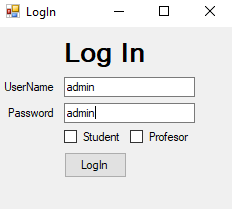 LogIn
Log In
UserName admin
Password admin
Student Profesor
LogIn